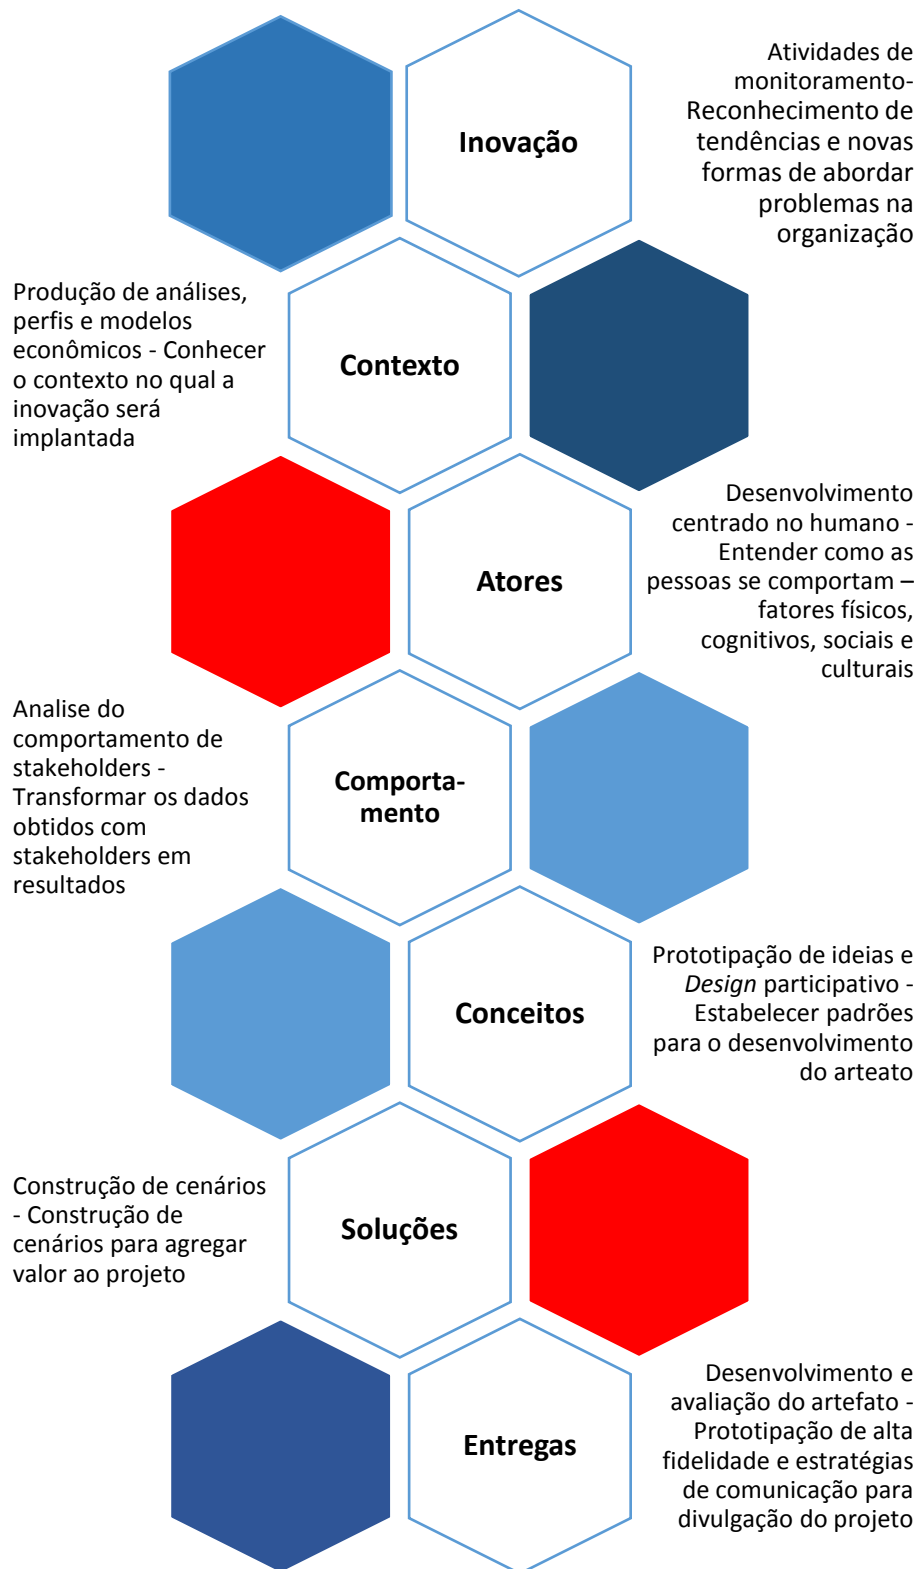 Inovação
Atividades de
monitoramento-
Reconhecimento de
tendências e novas
formas de abordar
problemas na
organização
Produção de análises,
perfis e modelos
econômicos - Conhecer
o contexto no qual a
inovação será
implantada
Contexto
Atores
Desenvolvimento
centrado no humano -
Entender como as
pessoas se comportam –
fatores físicos,
cognitivos, sociais e
culturais
Analise do
comportamento de
stakeholders -
Transformar os dados
obtidos com
stakeholders em
resultados
Comporta-
mento
Conceitos
Prototipação de ideias e
Design participativo -
Estabelecer padrões
para o desenvolvimento
do arteato
Construção de cenários
- Construção de
cenários para agregar
valor ao projeto
Soluções
Entregas
Desenvolvimento e
avaliação do artefato -
Prototipação de alta
fidelidade e estratégias
de comunicação para
divulgação do projeto